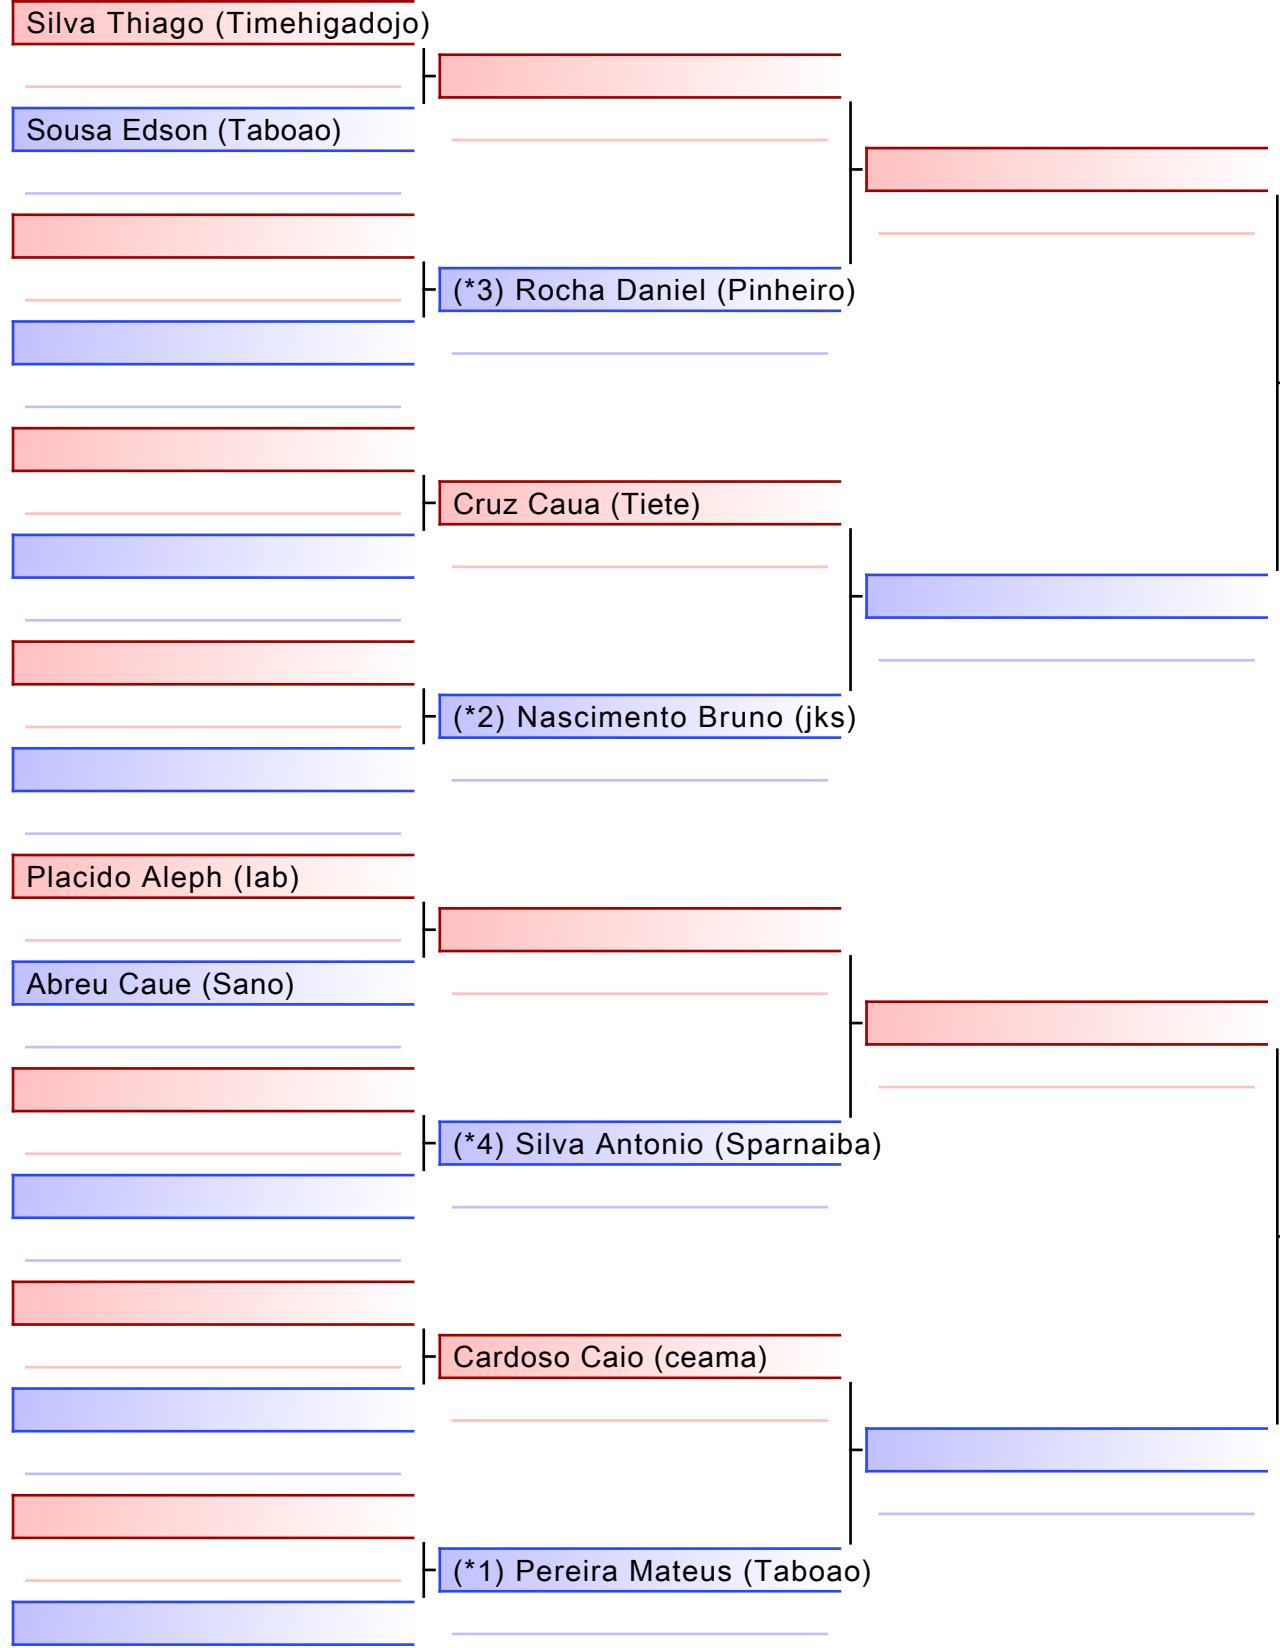 Silva Thiago (Timehigadojo)
Sousa Edson (Taboao)
(*3) Rocha Daniel (Pinheiro)
Cruz Caua (Tiete)
(*2) Nascimento Bruno (jks)
Placido Aleph (Iab)
Abreu Caue (Sano)
(*4) Silva Antonio (Sparnaiba)
Cardoso Caio (ceama)
(*1) Pereira Mateus (Taboao)